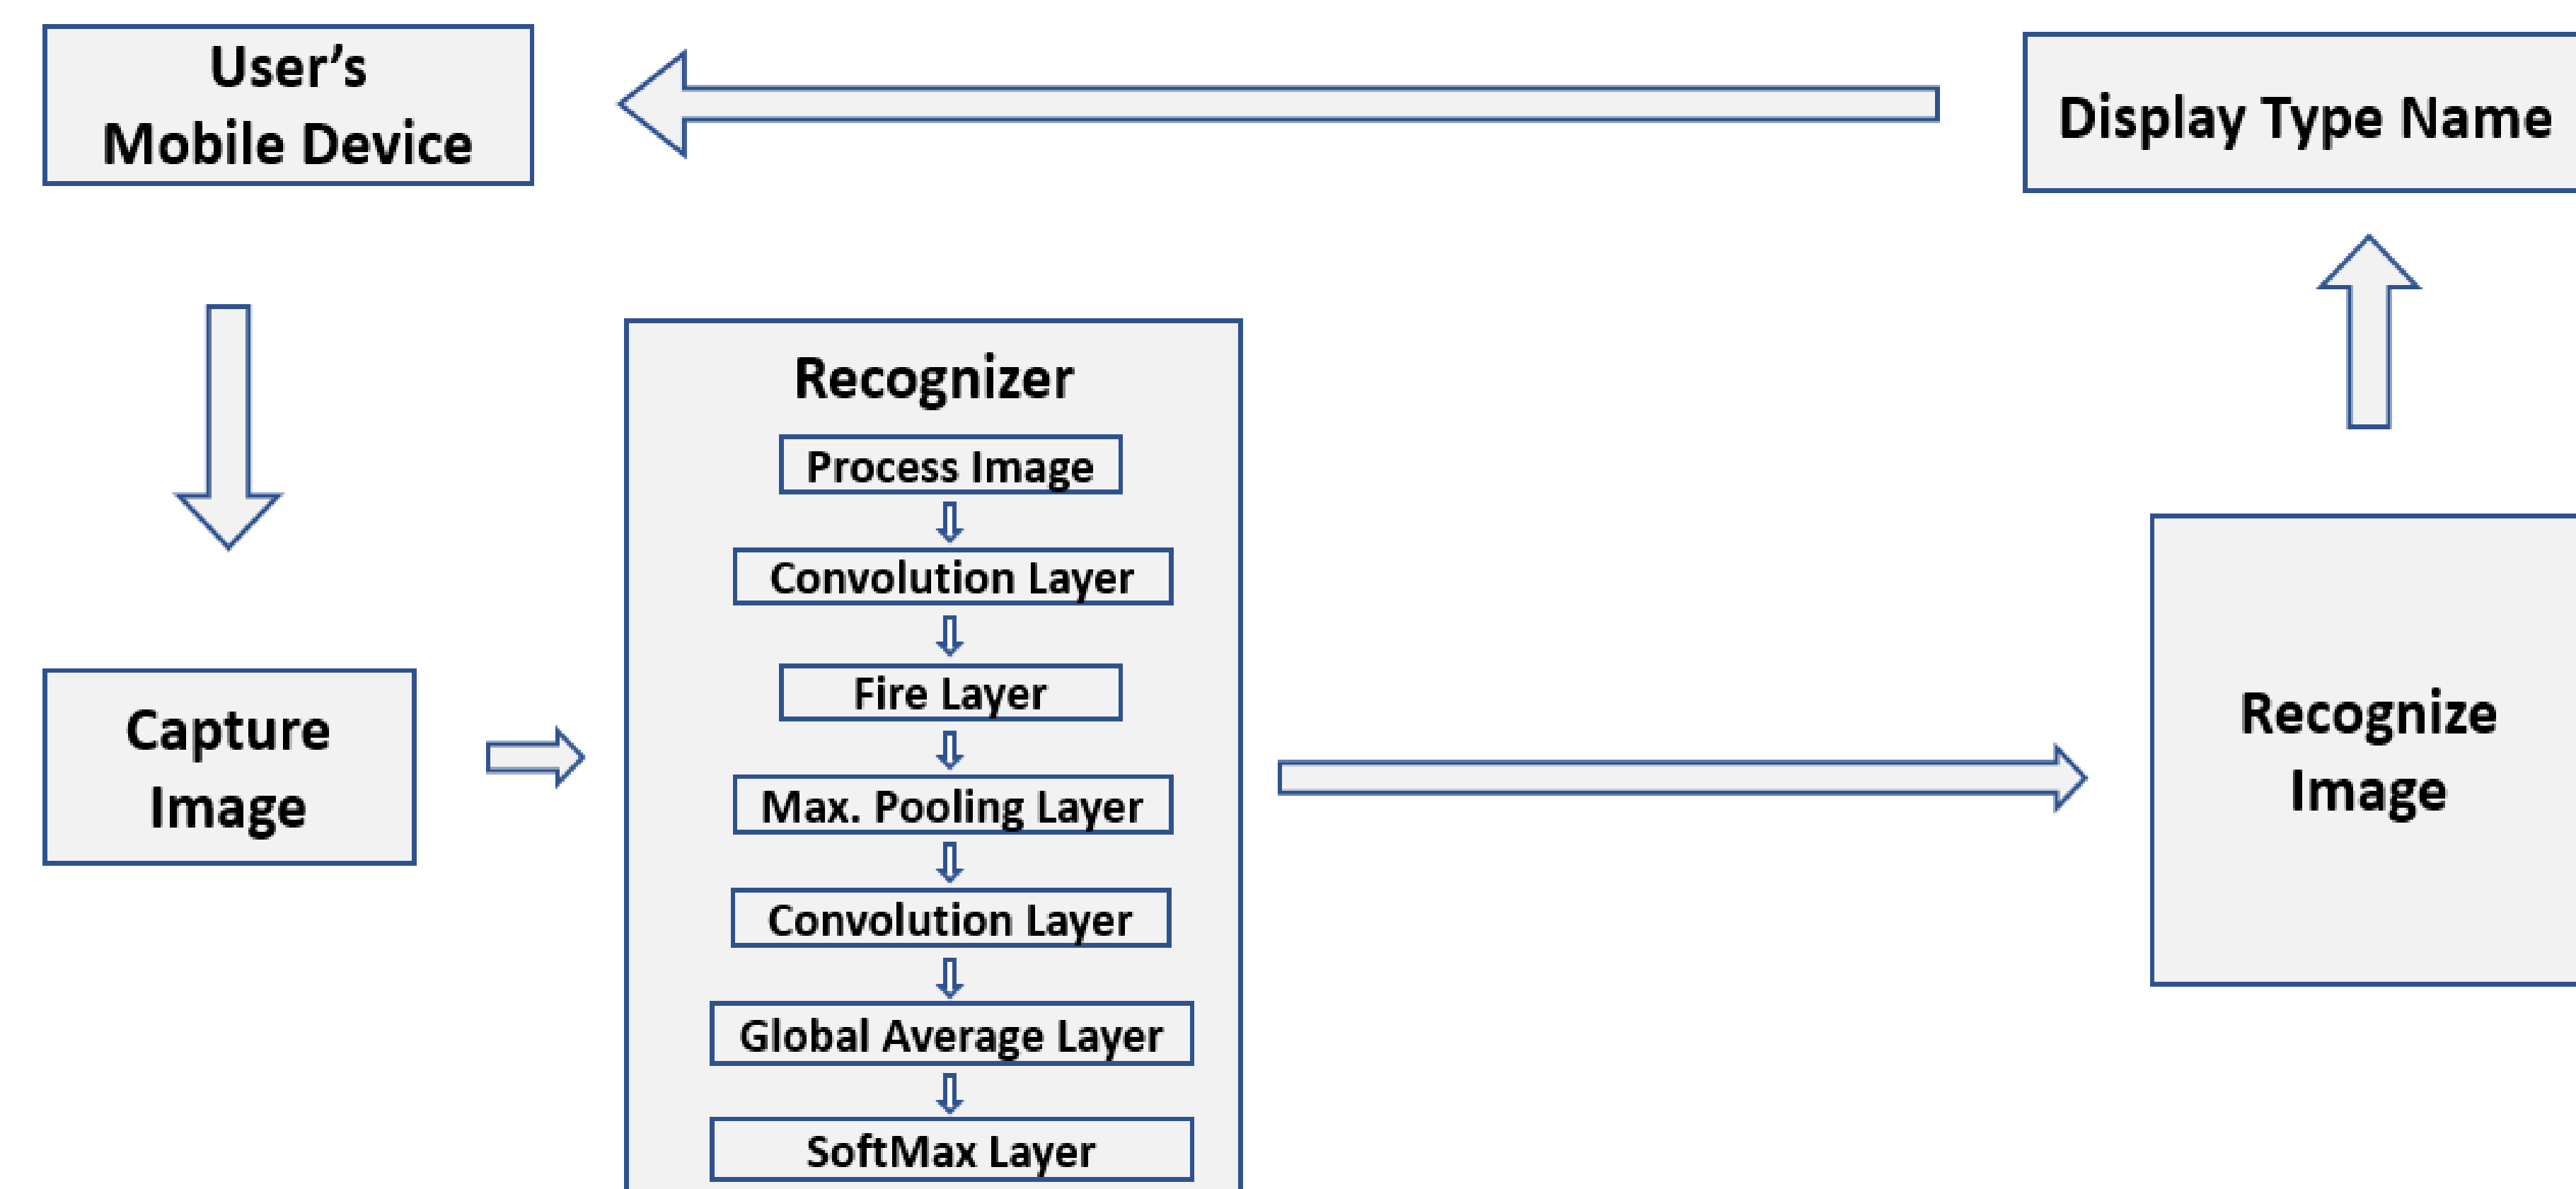 User’s
Mobile Device
Display Type Name
Recognizer
Process Image
Convolution Layer
Fire Layer
Max. Pooling Layer
Convolution Layer
Global Average Layer
SoftMax Layer
Capture
Image
Recognize
Image